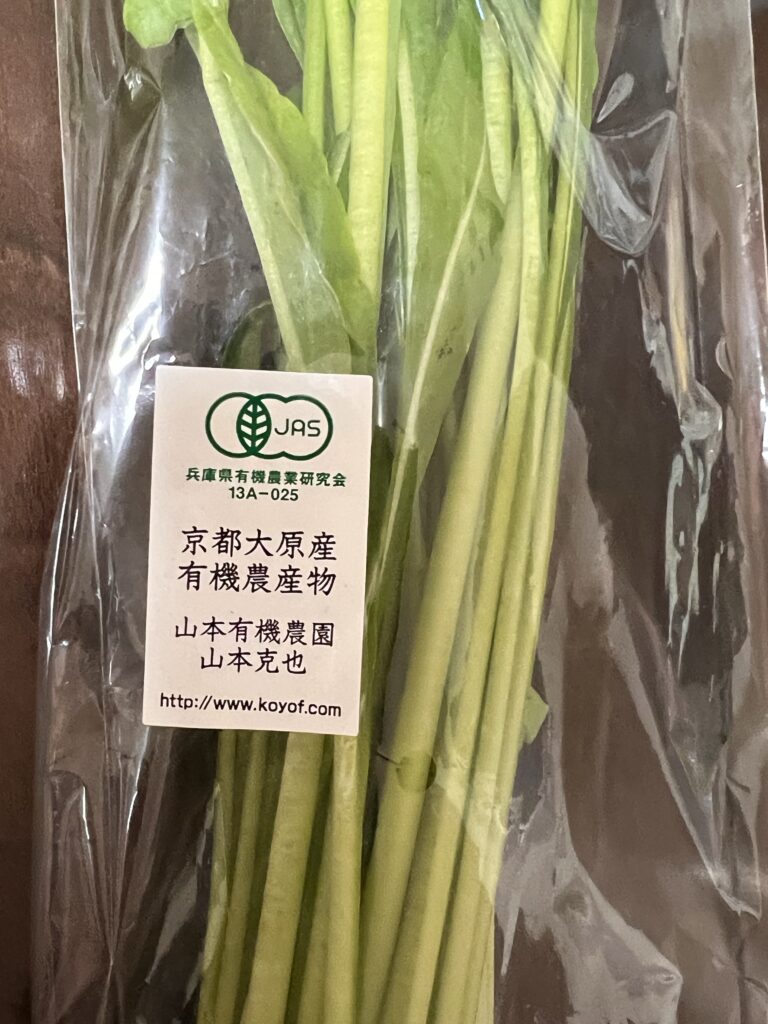 JAS
兵庫県有機農業研究会
13A-025
京都大原産
有機農産物
山本有機農園
山本克也
http://www.koyof.com